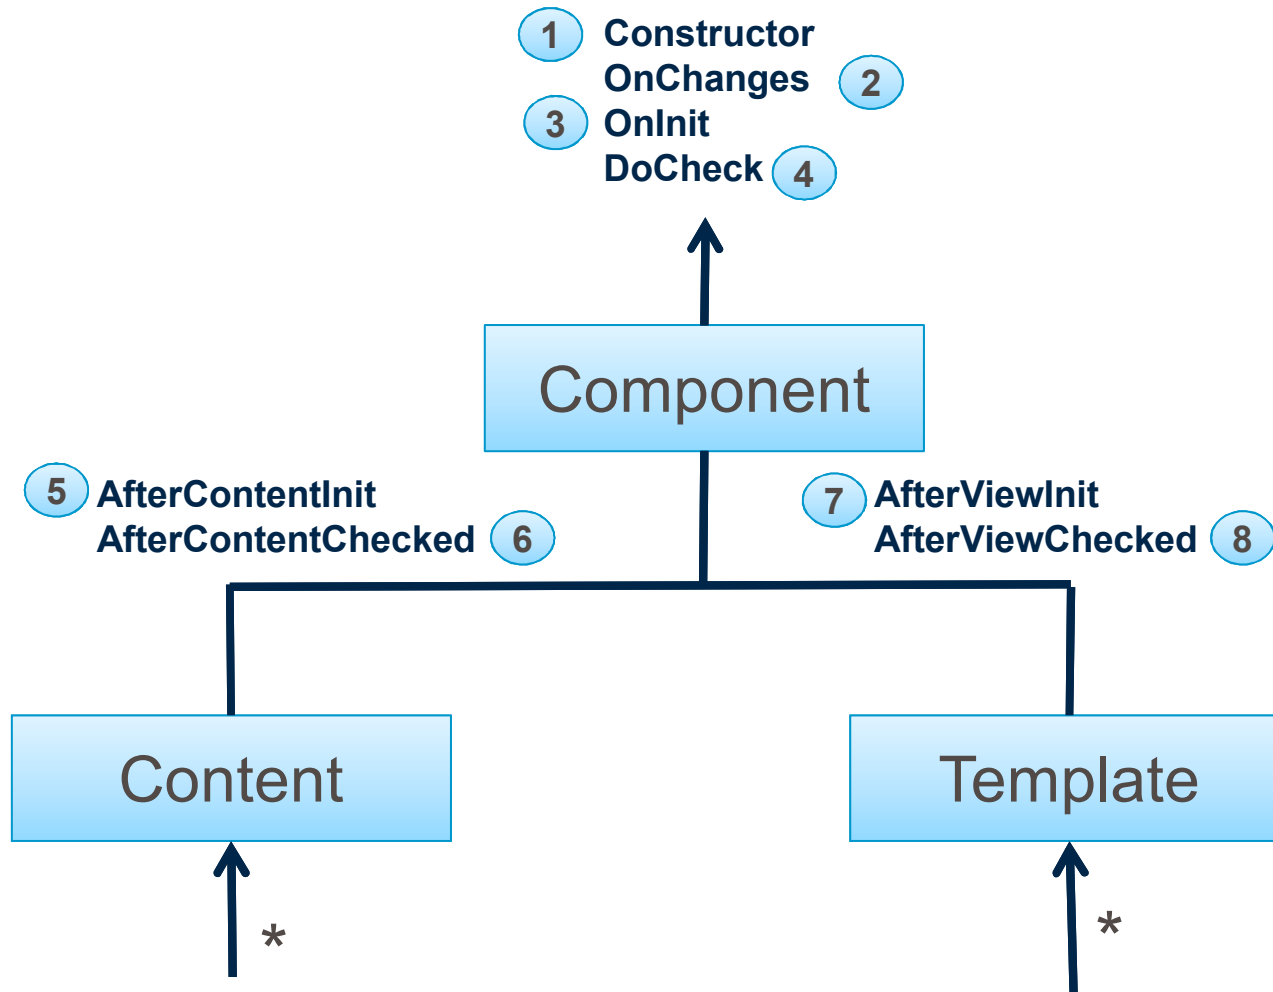 1 Constructor
OnChanges 2
3 OnInit
DoCheck 4
Component
5 AfterContentInit
AfterContentChecked 6
7 AfterViewInit
AfterViewChecked 8
Content
Template
*
*